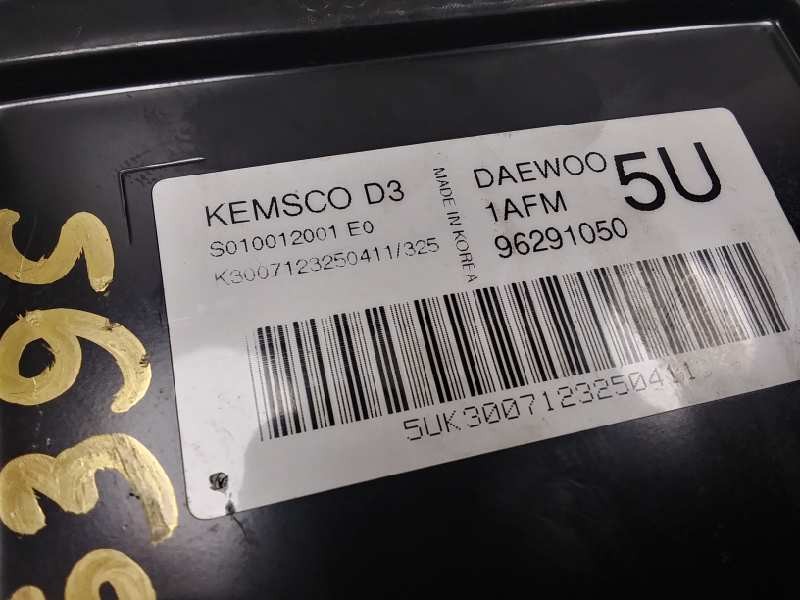 KEMSCO D3
S010012001 E0
K3007123250411/325
MADE IN KOREA
DAEWOO
1AFM
96291050
5U
5UK3007123250411